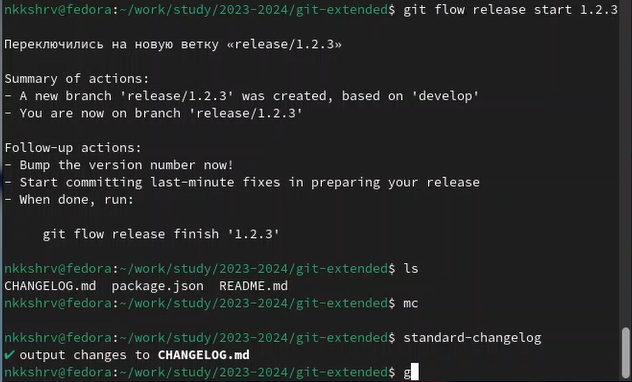 nkkshrv@fedora:~/work/study/2023-2024/git-extended$ git flow release start 1.2.3
Переключились на новую ветку «release/1.2.3»
Summary of actions:
- A new branch 'release/1.2.3' was created, based on 'develop'
- You are now on branch 'release/1.2.3'
Follow-up actions:
- Bump the version number now!
- Start committing last-minute fixes in preparing your release
- When done, run:
git flow release finish '1.2.3'
nkkshrv@fedora:~/work/study/2023-2024/git-extended$ ls
CHANGELOG.md  package.json  README.md
nkkshrv@fedora:~/work/study/2023-2024/git-extended$ mc
nkkshrv@fedora:~/work/study/2023-2024/git-extended$ standard-changelog
✔ output changes to CHANGELOG.md
nkkshrv@fedora:~/work/study/2023-2024/git-extended$ g